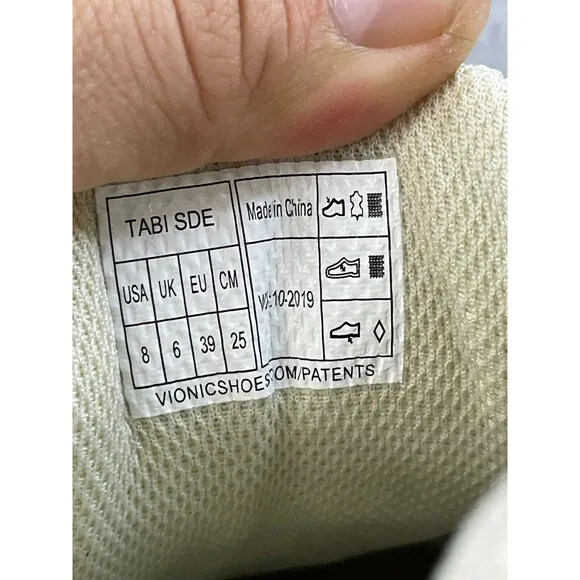 TABI SDE
USA UK EU CM
8 6 39 25
Made in China
10-2019
VIONICSHOES.COM/PATENTS